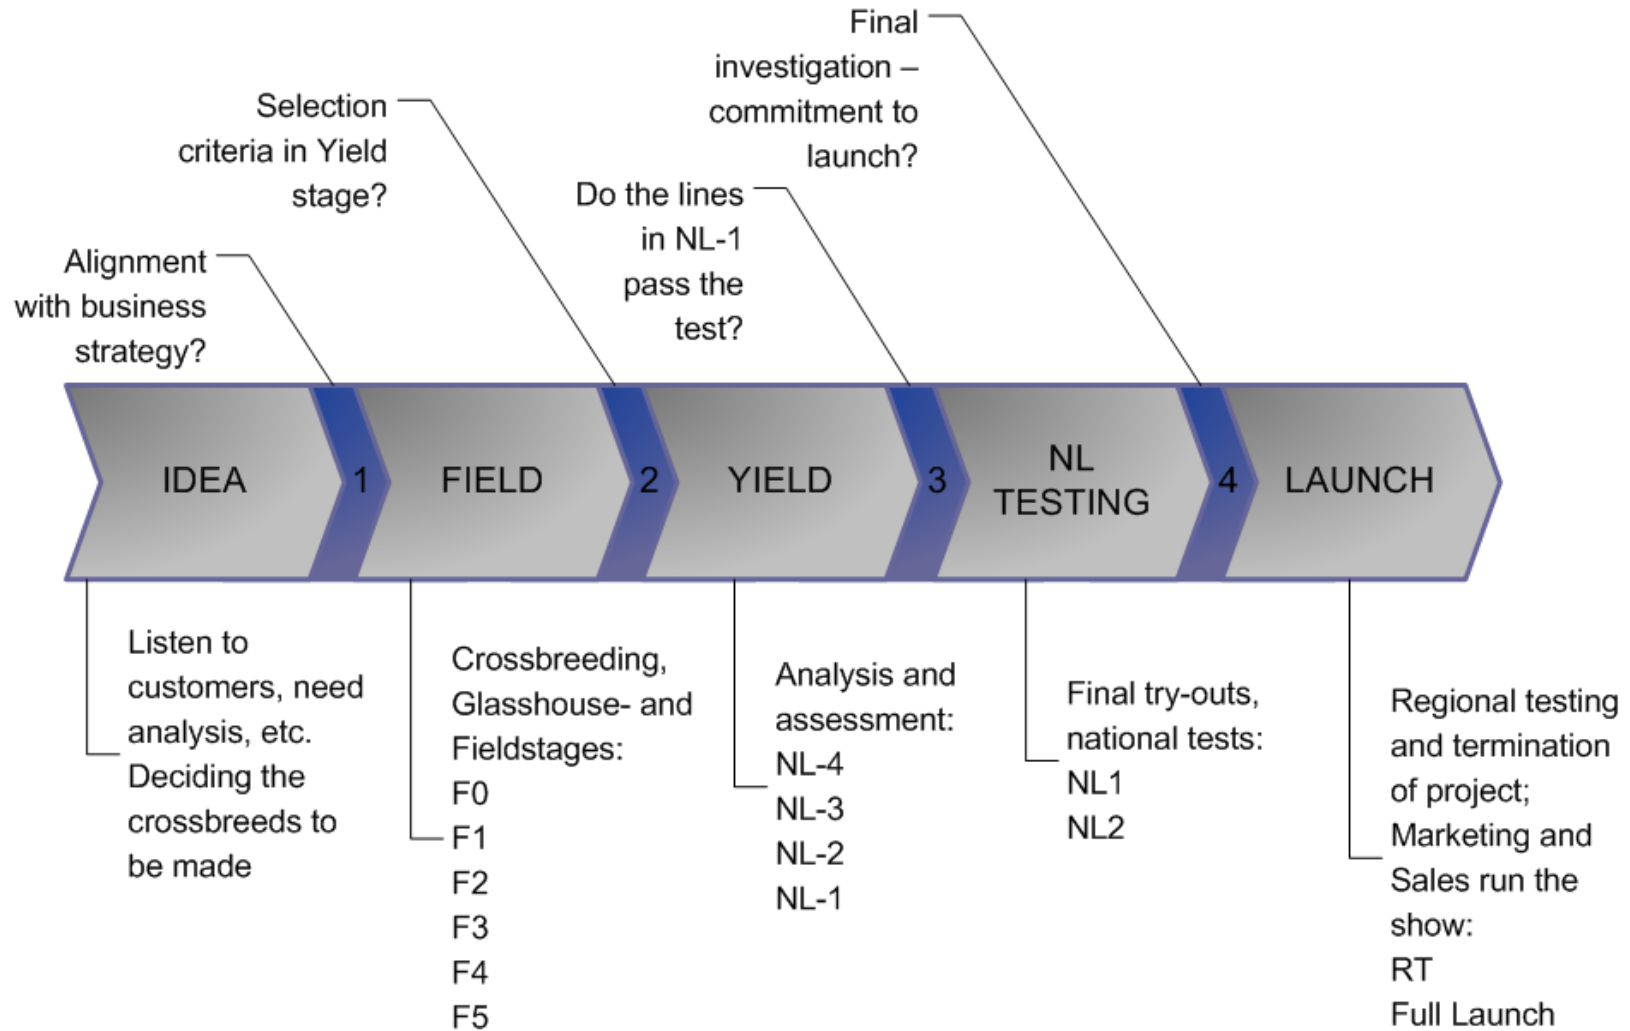 Final
investigation –
commitment to
launch?
Selection
criteria in Yield
stage?
Do the lines
in NL-1
pass the
test?
Alignment
with business
strategy?
IDEA
1
FIELD
2
YIELD
3
NL
TESTING
4
LAUNCH
Listen to
customers, need
analysis, etc.
Deciding the
crossbreeds to
be made
Crossbreeding,
Glasshouse- and
Fieldstages:
F0
F1
F2
F3
F4
F5
Analysis and
assessment:
NL-4
NL-3
NL-2
NL-1
Final try-outs,
national tests:
NL1
NL2
Regional testing
and termination
of project;
Marketing and
Sales run the
show:
RT
Full Launch